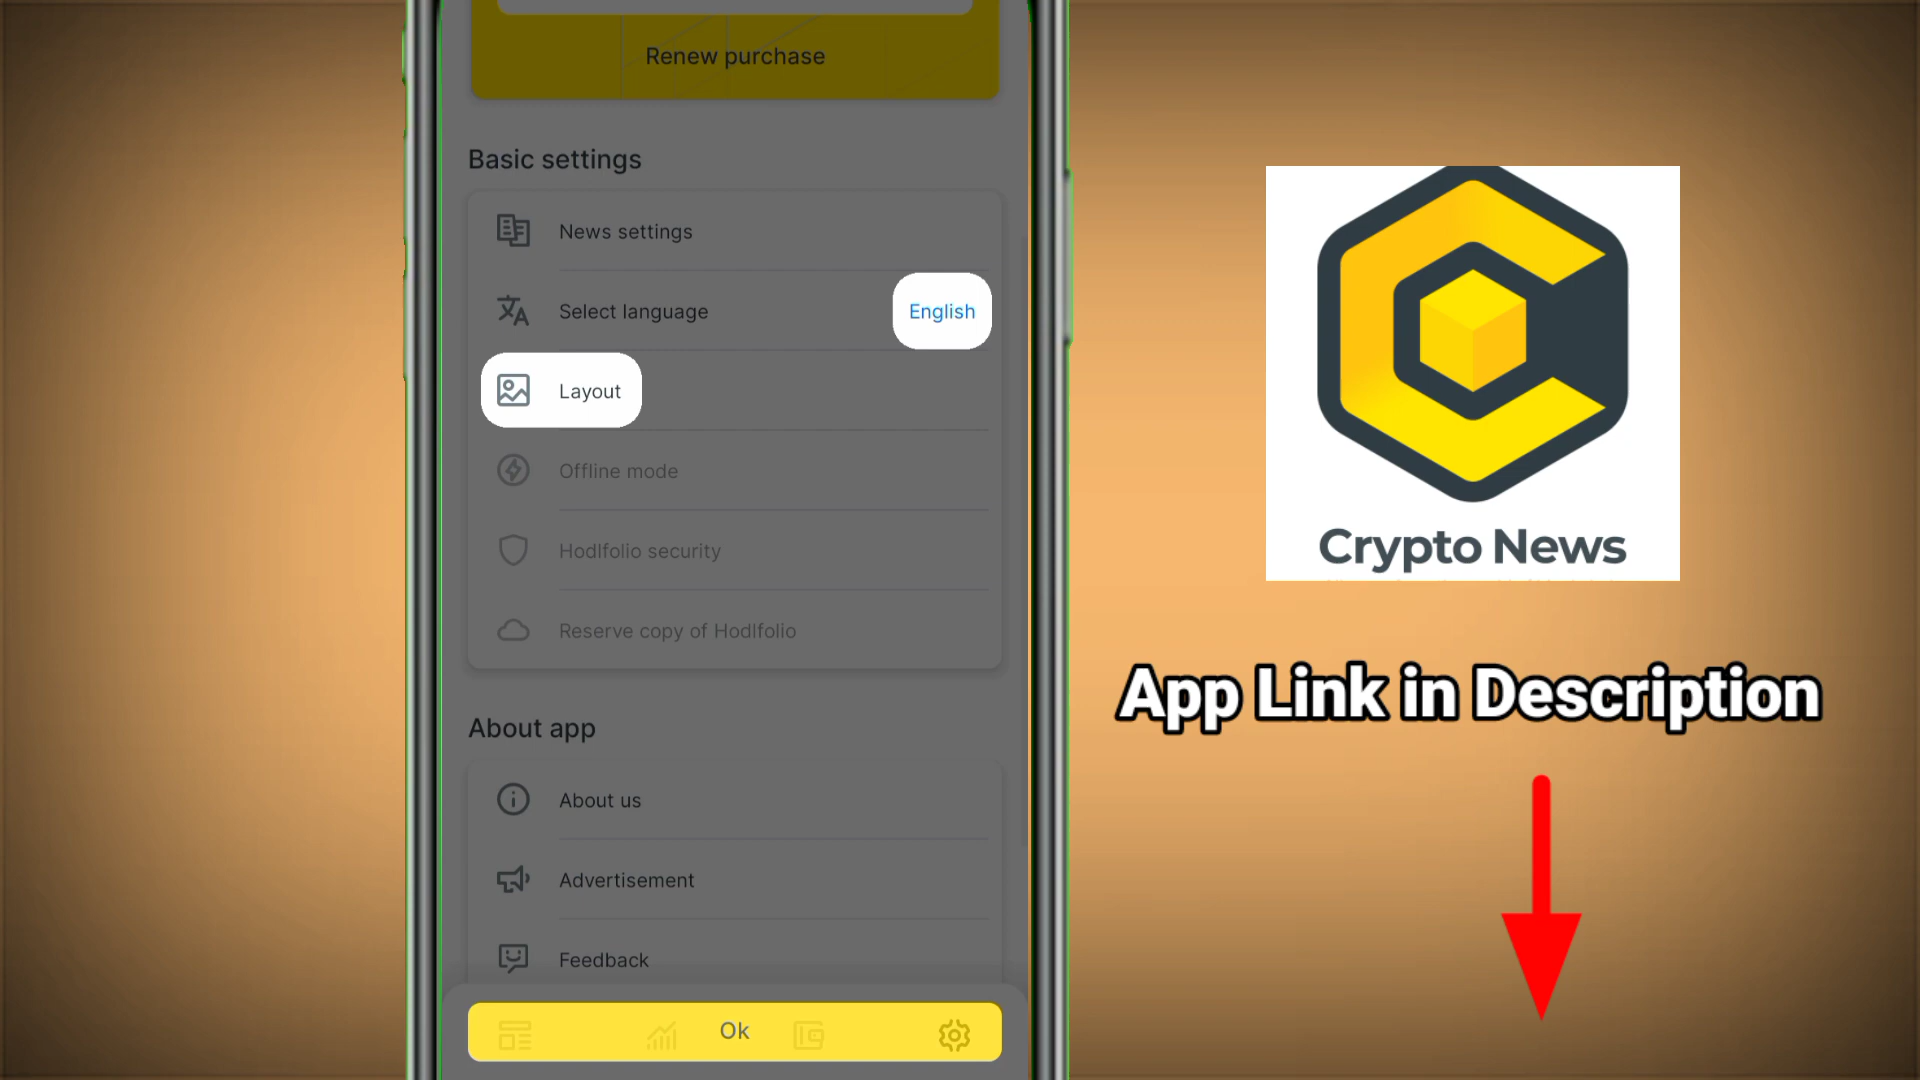 Renew purchase
Basic settings
News settings
Select language
English
Layout
Offline mode
Hodlfolio security
Reserve copy of Hodlfolio
About app
About us
Advertisement
Feedback
Ok
Crypto News
App Link in Description